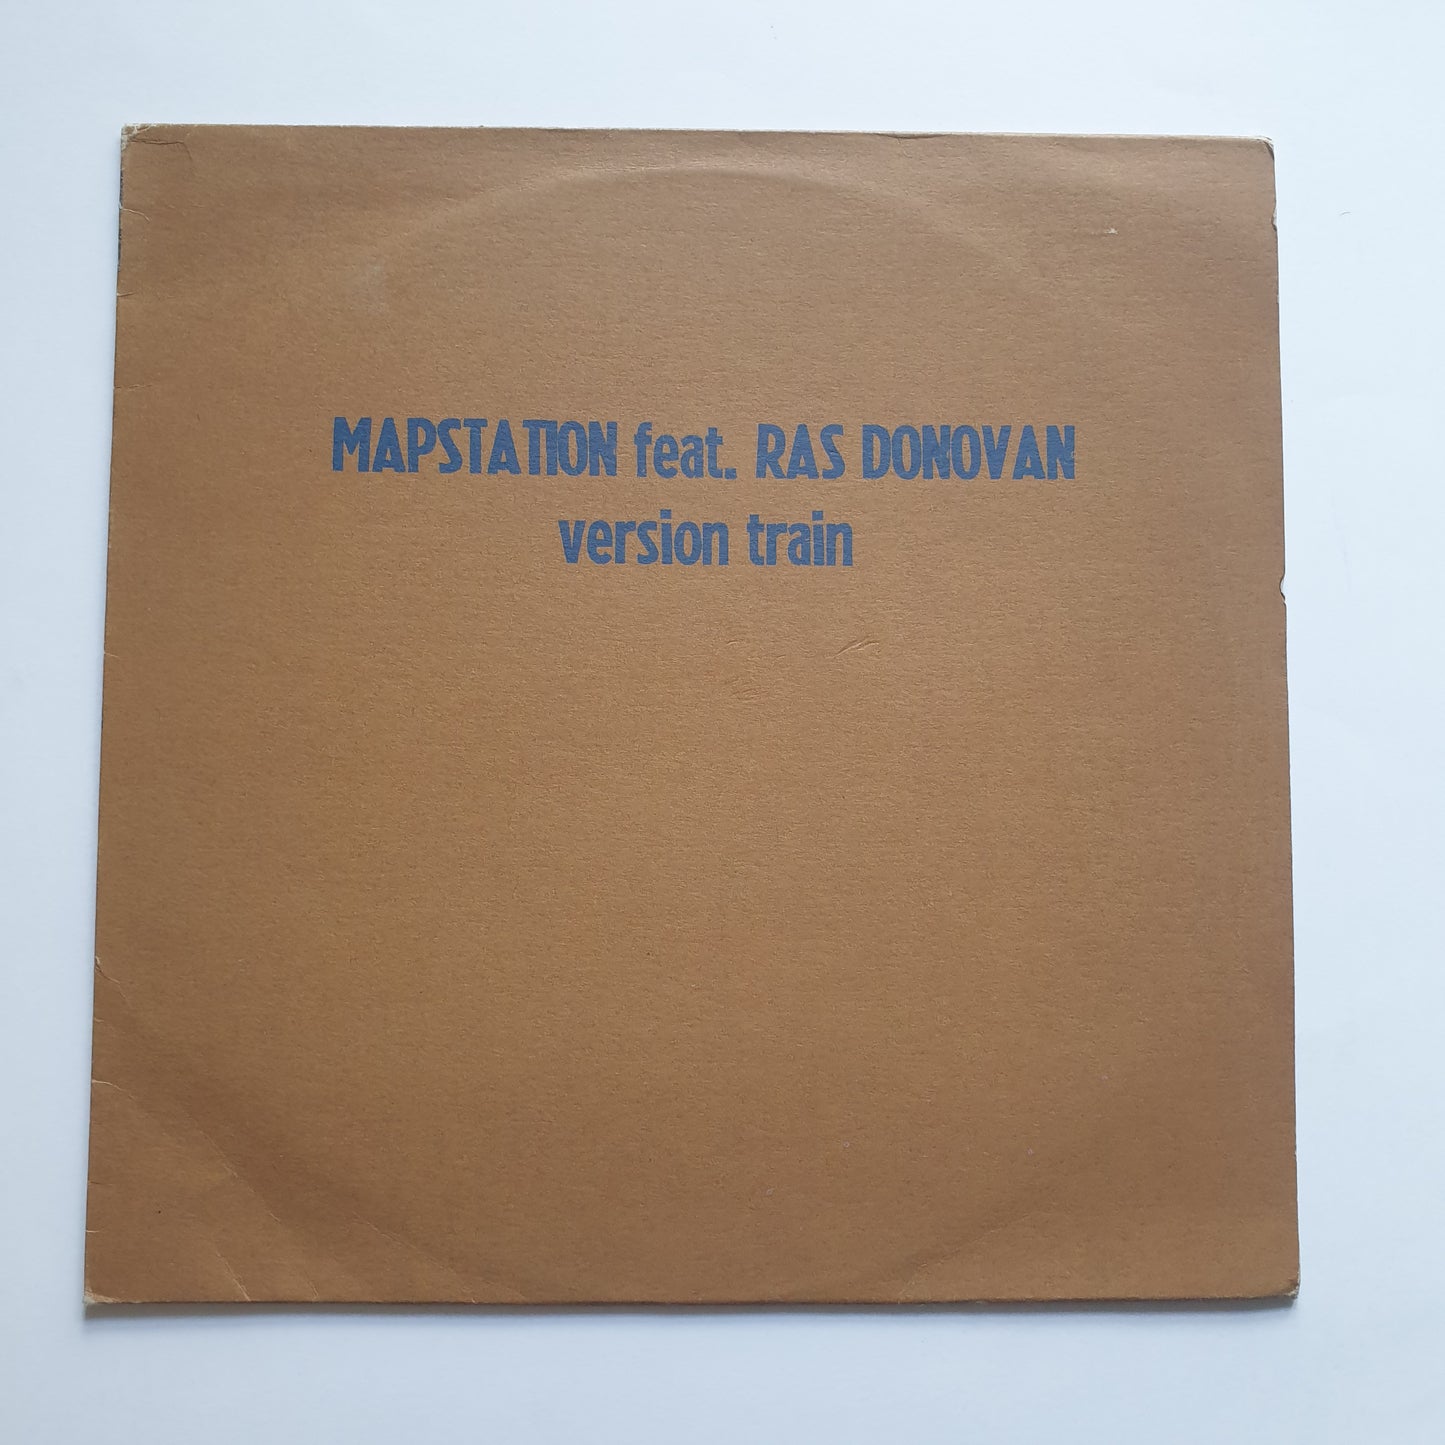 MAPSTATION feat. RAS DONOVAN
version train